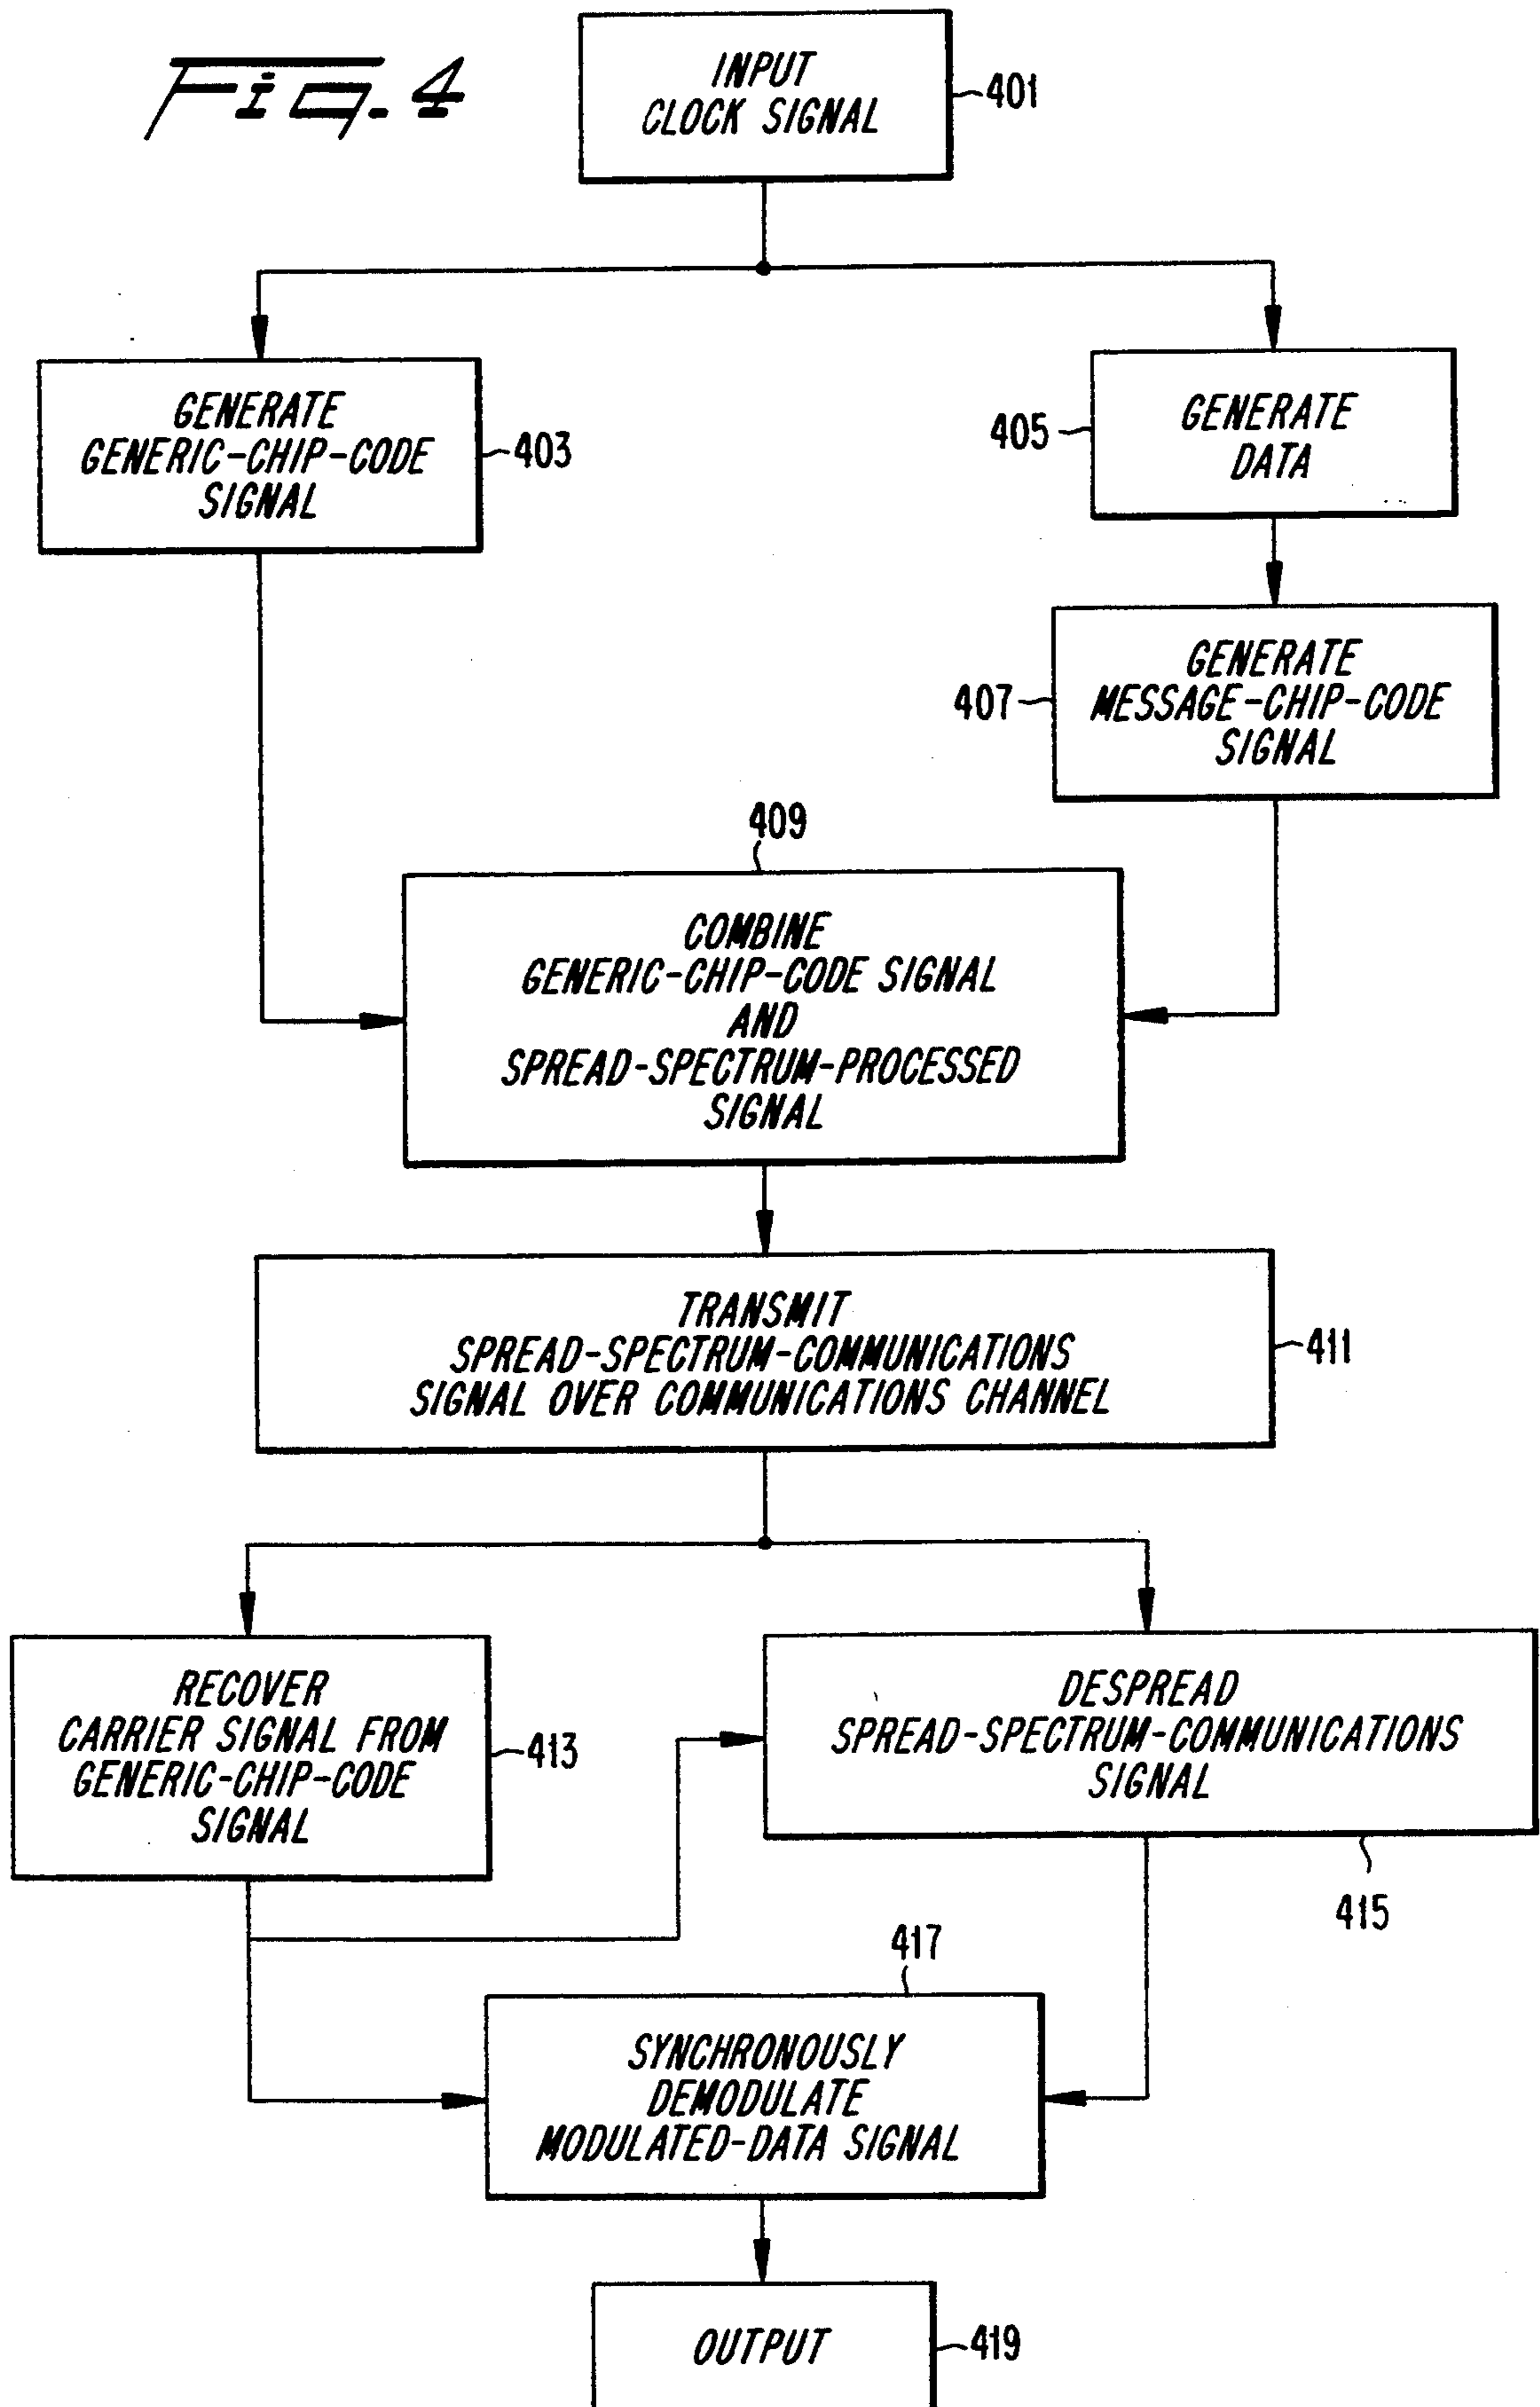 Fig. 4
INPUT
CLOCK SIGNAL
401
GENERATE
GENERIC-CHIP-CODE
SIGNAL
403
405
GENERATE
DATA
407
GENERATE
MESSAGE-CHIP-CODE
SIGNAL
409
COMBINE
GENERIC-CHIP-CODE SIGNAL
AND
SPREAD-SPECTRUM-PROCESSED
SIGNAL
TRANSMIT
SPREAD-SPECTRUM-COMMUNICATIONS
SIGNAL OVER COMMUNICATIONS CHANNEL
411
RECOVER
CARRIER SIGNAL FROM
GENERIC-CHIP-CODE
SIGNAL
413
DESPREAD
SPREAD-SPECTRUM-COMMUNICATIONS
SIGNAL
415
417
SYNCHRONOUSLY
DEMODULATE
MODULATED-DATA SIGNAL
OUTPUT
419